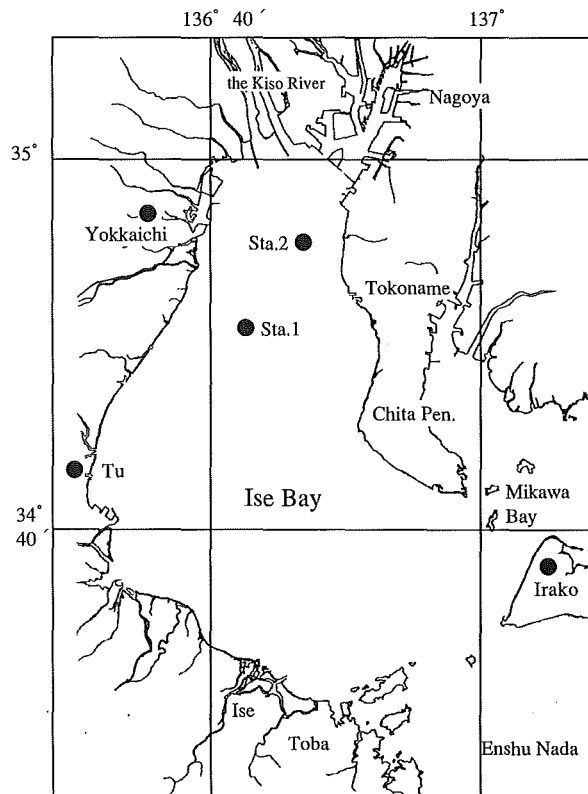 136° 40´
137°
the Kiso River
Nagoya
35°
Yokkaichi
Sta.2
Tokoname
Sta.1
Chita Pen.
Tu
Ise Bay
Mikawa
Bay
34°
40´
Irako
Ise
Toba
Enshu Nada